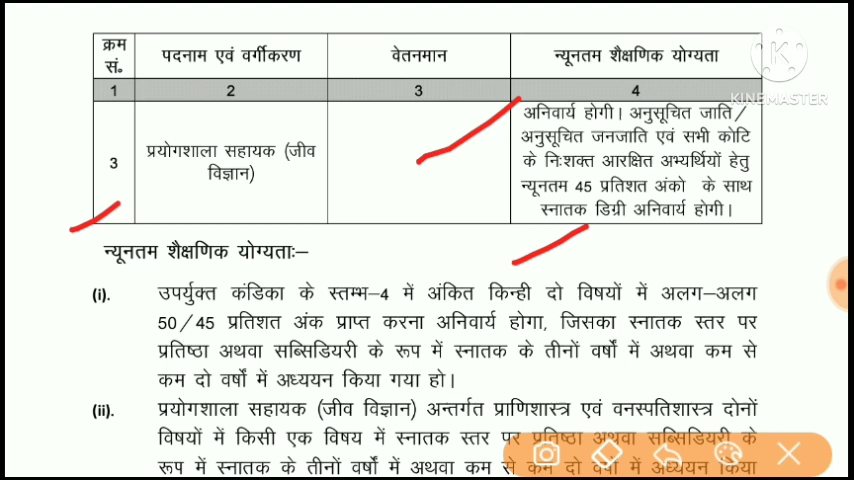 क्रम सं॰ पदनाम एवं वर्गीकरण वेतनमान न्यूनतम शैक्षणिक योग्यता
1 2 3 4
KINEMASTER
अनिवार्य होगी। अनुसूचित जाति/
अनुसूचित जनजाति एवं सभी कोटि
के निःशक्त आरक्षित अभ्यर्थियों हेतु
न्यूनतम 45 प्रतिशत अंको के साथ
स्नातक डिग्री अनिवार्य होगी।
3 प्रयोगशाला सहायक (जीव
विज्ञान)
न्यूनतम शैक्षणिक योग्यताः–
(i). उपर्युक्त कंडिका के स्तम्भ–4 में अंकित किन्ही दो विषयों में अलग–अलग
50/45 प्रतिशत अंक प्राप्त करना अनिवार्य होगा, जिसका स्नातक स्तर पर
प्रतिष्ठा अथवा सब्सिडियरी के रूप में स्नातक के तीनों वर्षों में अथवा कम से
कम दो वर्षों में अध्ययन किया गया हो।
(ii). प्रयोगशाला सहायक (जीव विज्ञान) अन्तर्गत प्राणिशास्त्र एवं वनस्पतिशास्त्र दोनों
विषयों में किसी एक विषय में स्नातक स्तर पर प्रतिष्ठा अथवा सब्सिडियरी के
रूप में स्नातक के तीनों वर्षों में अथवा कम से कम दो वर्षों में अध्ययन किया